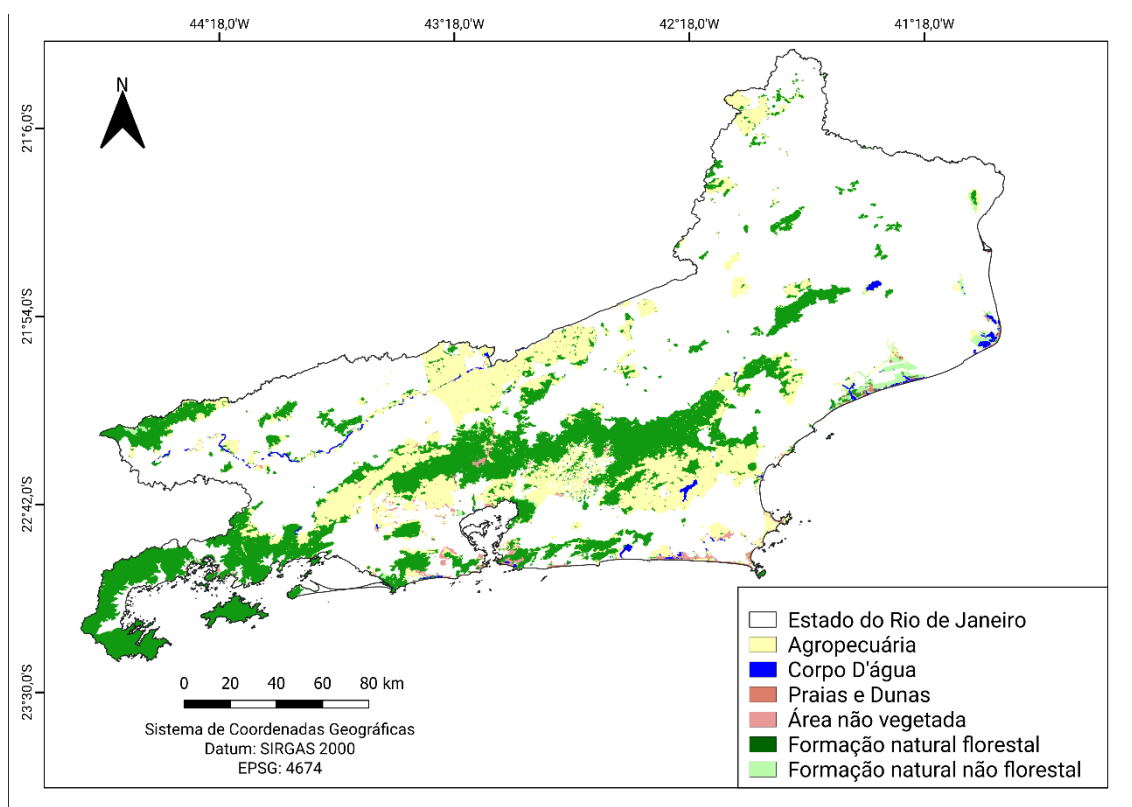 44°18,0'W 43°18,0'W 42°18,0'W 41°18,0'W
N
21°6,0'S
21°54,0'S
22°42,0'S
23°30,0'S
0 20 40 60 80 km
Sistema de Coordenadas Geográficas
Datum: SIRGAS 2000
EPSG: 4674
Estado do Rio de Janeiro
Agropecuária
Corpo D'água
Praias e Dunas
Área não vegetada
Formação natural florestal
Formação natural não florestal